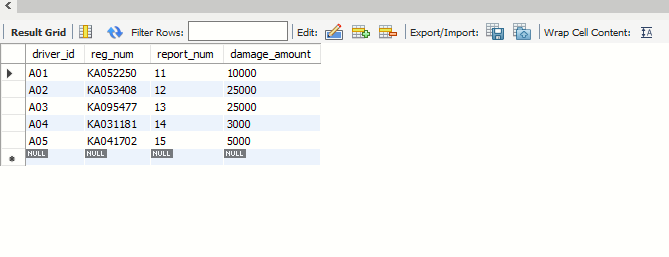 Result Grid Filter Rows: Edit: Export/Import: Wrap Cell Content: IA
driver_id reg_num report_num damage_amount
A01 KA052250 11 10000
A02 KA053408 12 25000
A03 KA095477 13 25000
A04 KA031181 14 3000
A05 KA041702 15 5000
NULL NULL NULL NULL